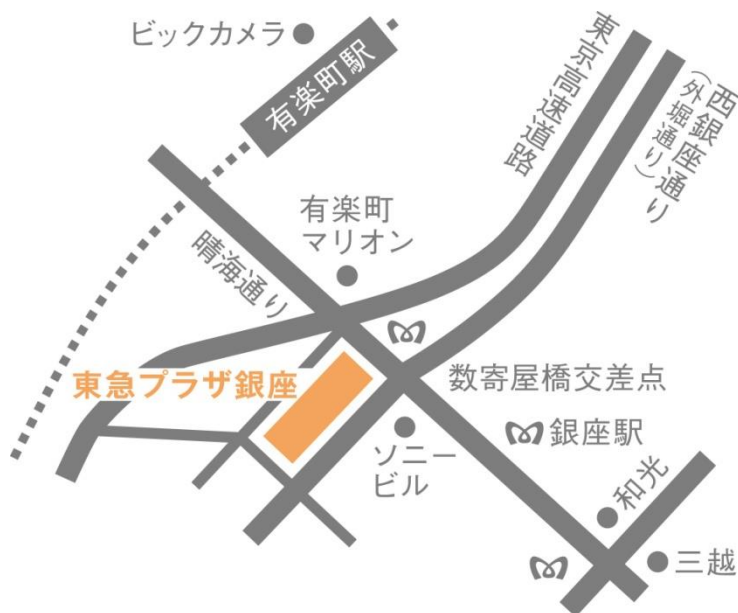 ビックカメラ
有楽町駅
東京高速道路
西銀座通り
（外堀通り）
有楽町
マリオン
晴海通り
東急プラザ銀座
数寄屋橋交差点
銀座駅
ソニー
ビル
和光
三越